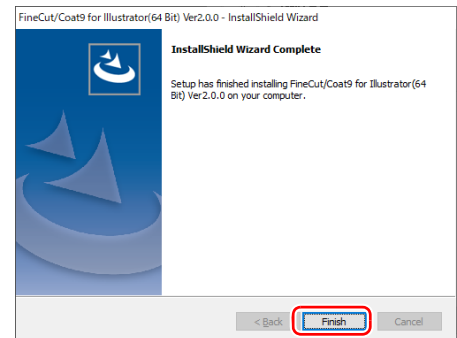 FineCut/Coat9 for Illustrator(64 Bit) Ver2.0.0 - InstallShield Wizard
InstallShield Wizard Complete
Setup has finished installing FineCut/Coat9 for Illustrator(64
Bit) Ver2.0.0 on your computer.
< Back Finish Cancel